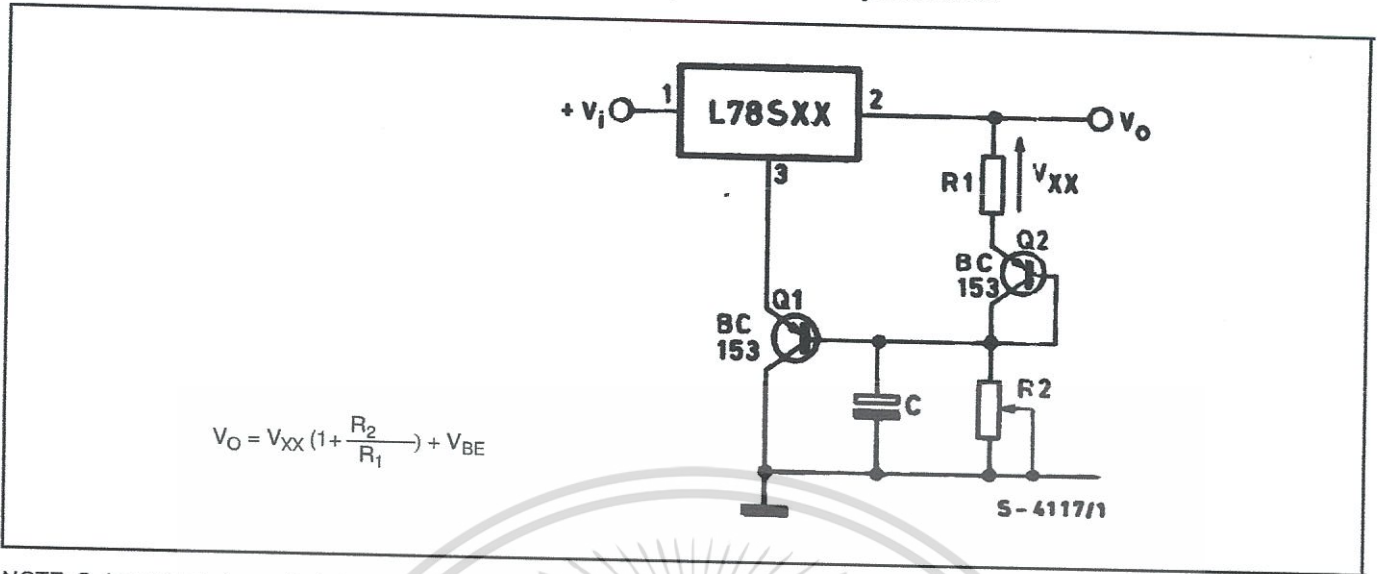 L78SXX
1
2
3
+ Vi
Vo
R1
VXX
Q2
BC
153
Q1
BC
153
C
R2
S-4117/1
VO = VXX (1+ R2 / R1) + VBE